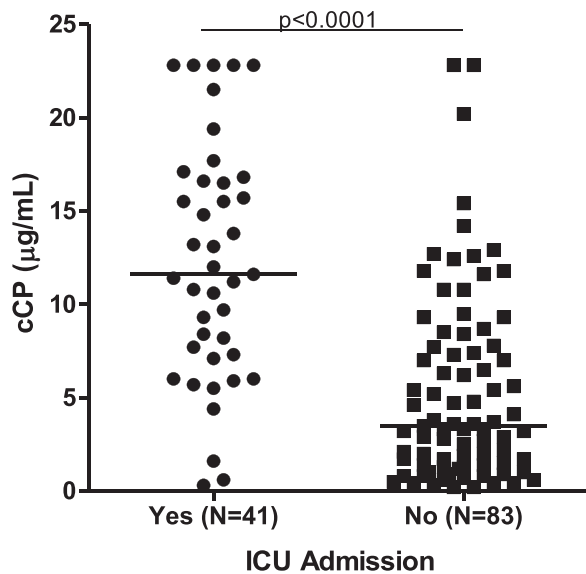 p<0.0001
25
20
15
10
5
0
cCP (μg/mL)
Yes (N=41) No (N=83)
ICU Admission